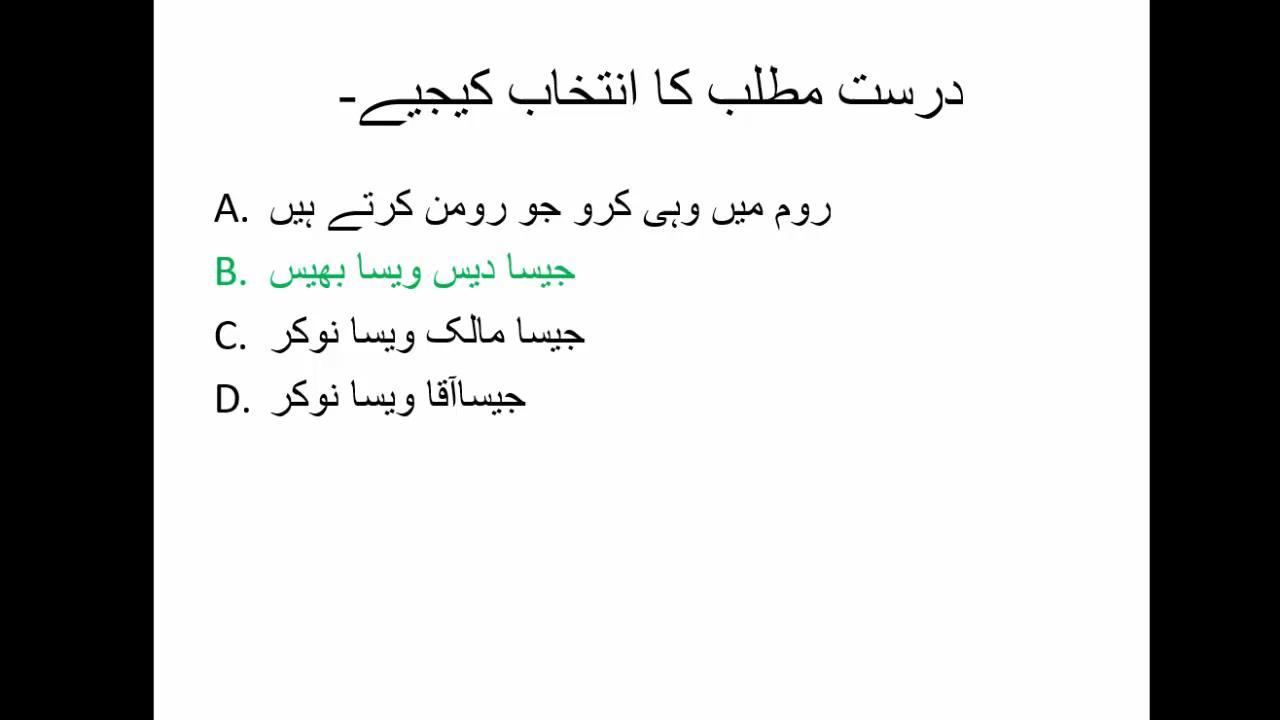 درست مطلب کا انتخاب کیجیے۔
A. روم میں وہی کرو جو رومن کرتے ہیں
B. جیسا دیس ویسا بھیس
C. جیسا مالک ویسا نوکر
D. جیساآقا ویسا نوکر